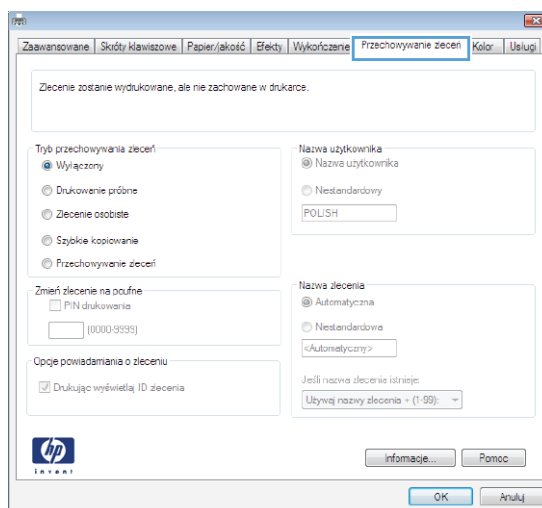 Zaawansowane Skróty klawiszowe Papier/jakość Efekty Wykończenie Przechowywanie zleceń Kolor Usługi
Zlecenie zostanie wydrukowane, ale nie zachowane w drukarce.
Tryb przechowywania zleceń
Wyłączony
Drukowanie próbne
Zlecenie osobiste
Szybkie kopiowanie
Przechowywanie zleceń
Nazwa użytkownika
Nazwa użytkownika
Niestandardowy
POLISH
Zmień zlecenie na poufne
PIN drukowania
(0000-9999)
Nazwa zlecenia
Automatyczna
Niestandardowa
<Automatyczny>
Jeśli nazwa zlecenia istnieje:
Używaj nazwy zlecenia + (1-99):
Opcje powiadamiania o zleceniu
Drukując wyświetlaj ID zlecenia
hp
invent
Informacje... Pomoc
OK Anuluj